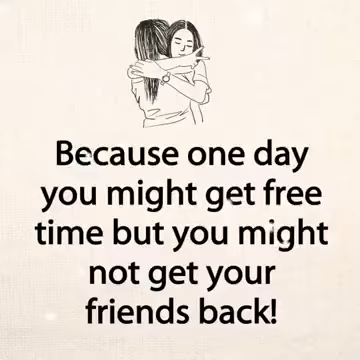 Because one day
you might get free
time but you might
not get your
friends back!